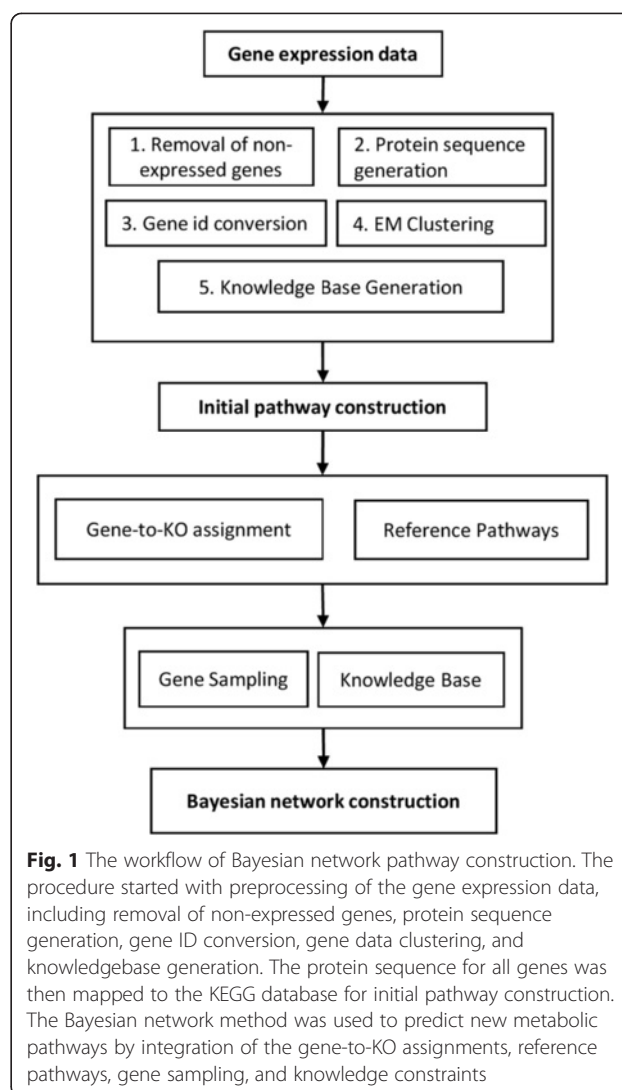 Gene expression data
1. Removal of non-
expressed genes
2. Protein sequence
generation
3. Gene id conversion
4. EM Clustering
5. Knowledge Base Generation
Initial pathway construction
Gene-to-KO assignment
Reference Pathways
Gene Sampling
Knowledge Base
Bayesian network construction
Fig. 1 The workflow of Bayesian network pathway construction. The
procedure started with preprocessing of the gene expression data,
including removal of non-expressed genes, protein sequence
generation, gene ID conversion, gene data clustering, and
knowledgebase generation. The protein sequence for all genes was
then mapped to the KEGG database for initial pathway construction.
The Bayesian network method was used to predict new metabolic
pathways by integration of the gene-to-KO assignments, reference
pathways, gene sampling, and knowledge constraints